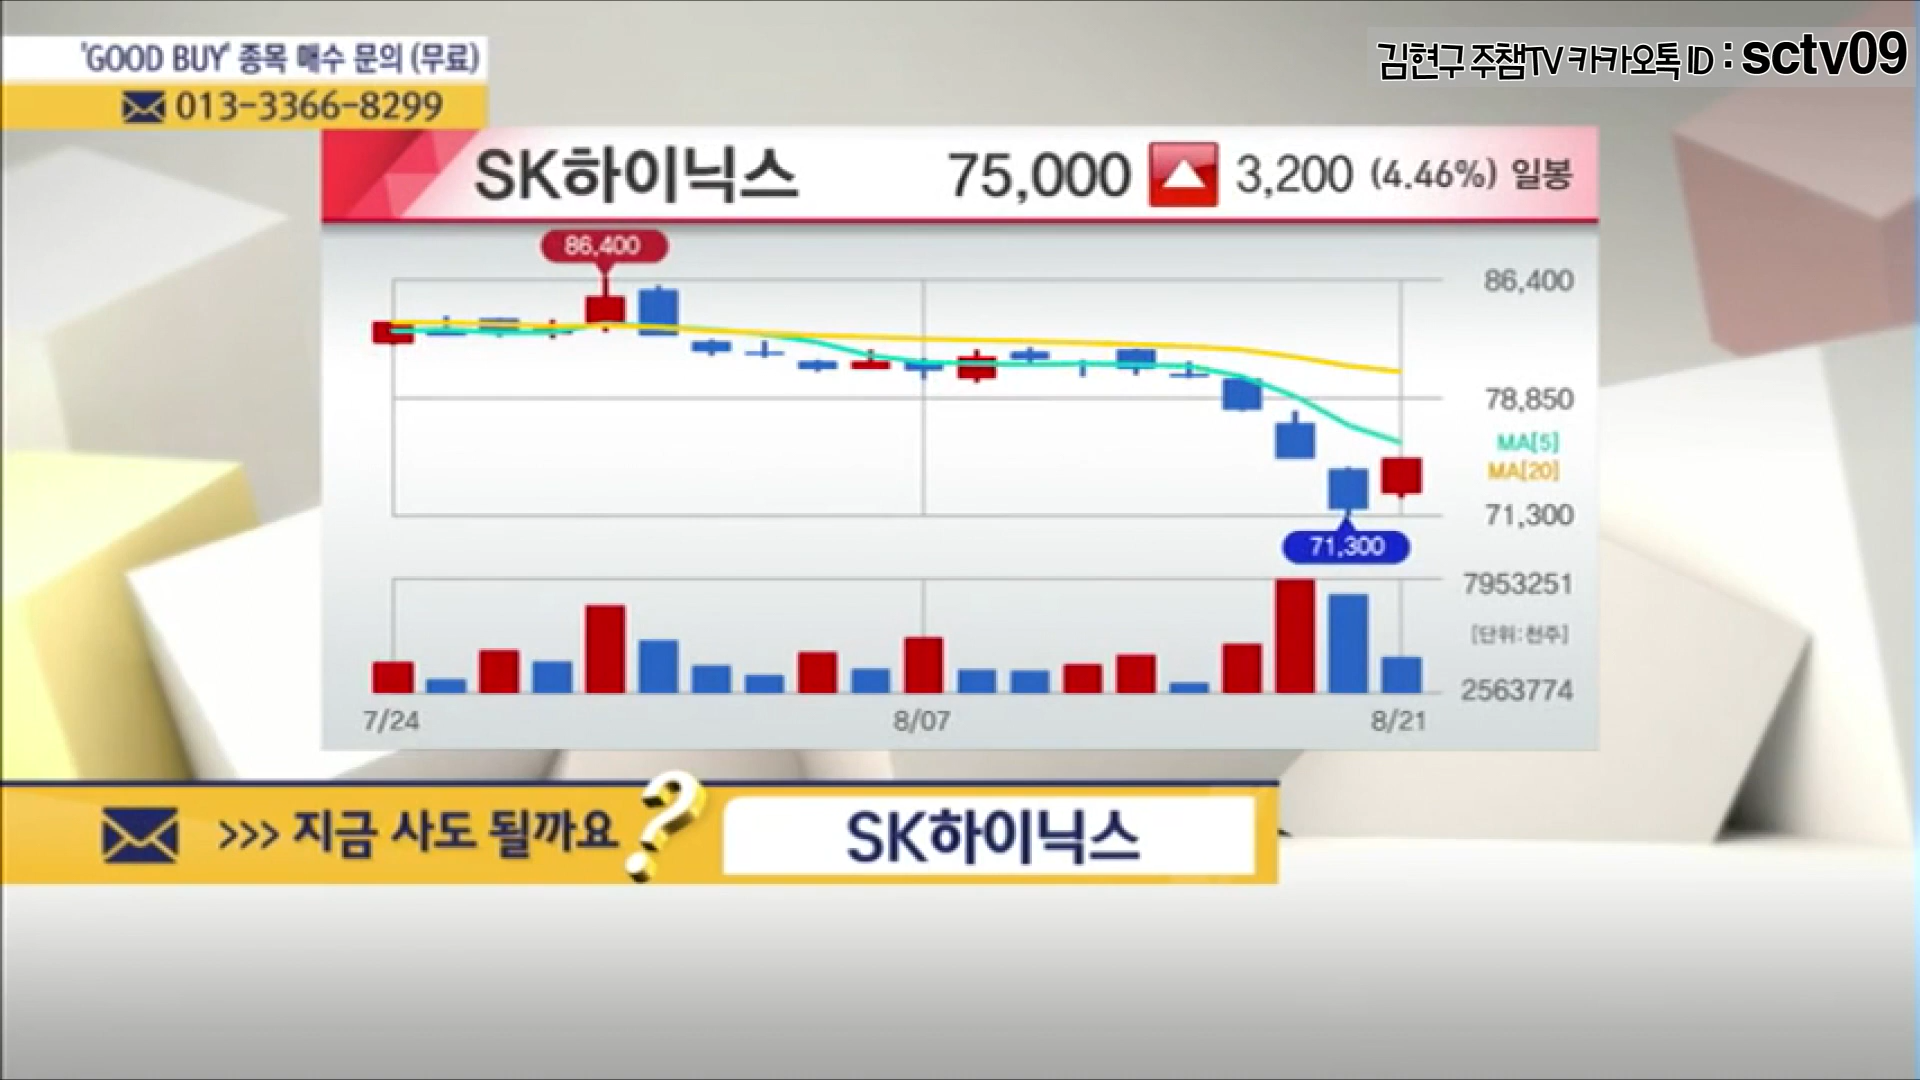 'GOOD BUY' 종목 매수 문의 (무료)
013-3366-8299
김현구 주챔TV 카카오톡 ID : sctv09
SK하이닉스 75,000 3,200 (4.46%) 일봉
86,400
86,400
78,850
MA[5]
MA[20]
71,300
71,300
7953251
[단위:천주]
2563774
7/24 8/07 8/21
>>> 지금 사도 될까요? SK하이닉스